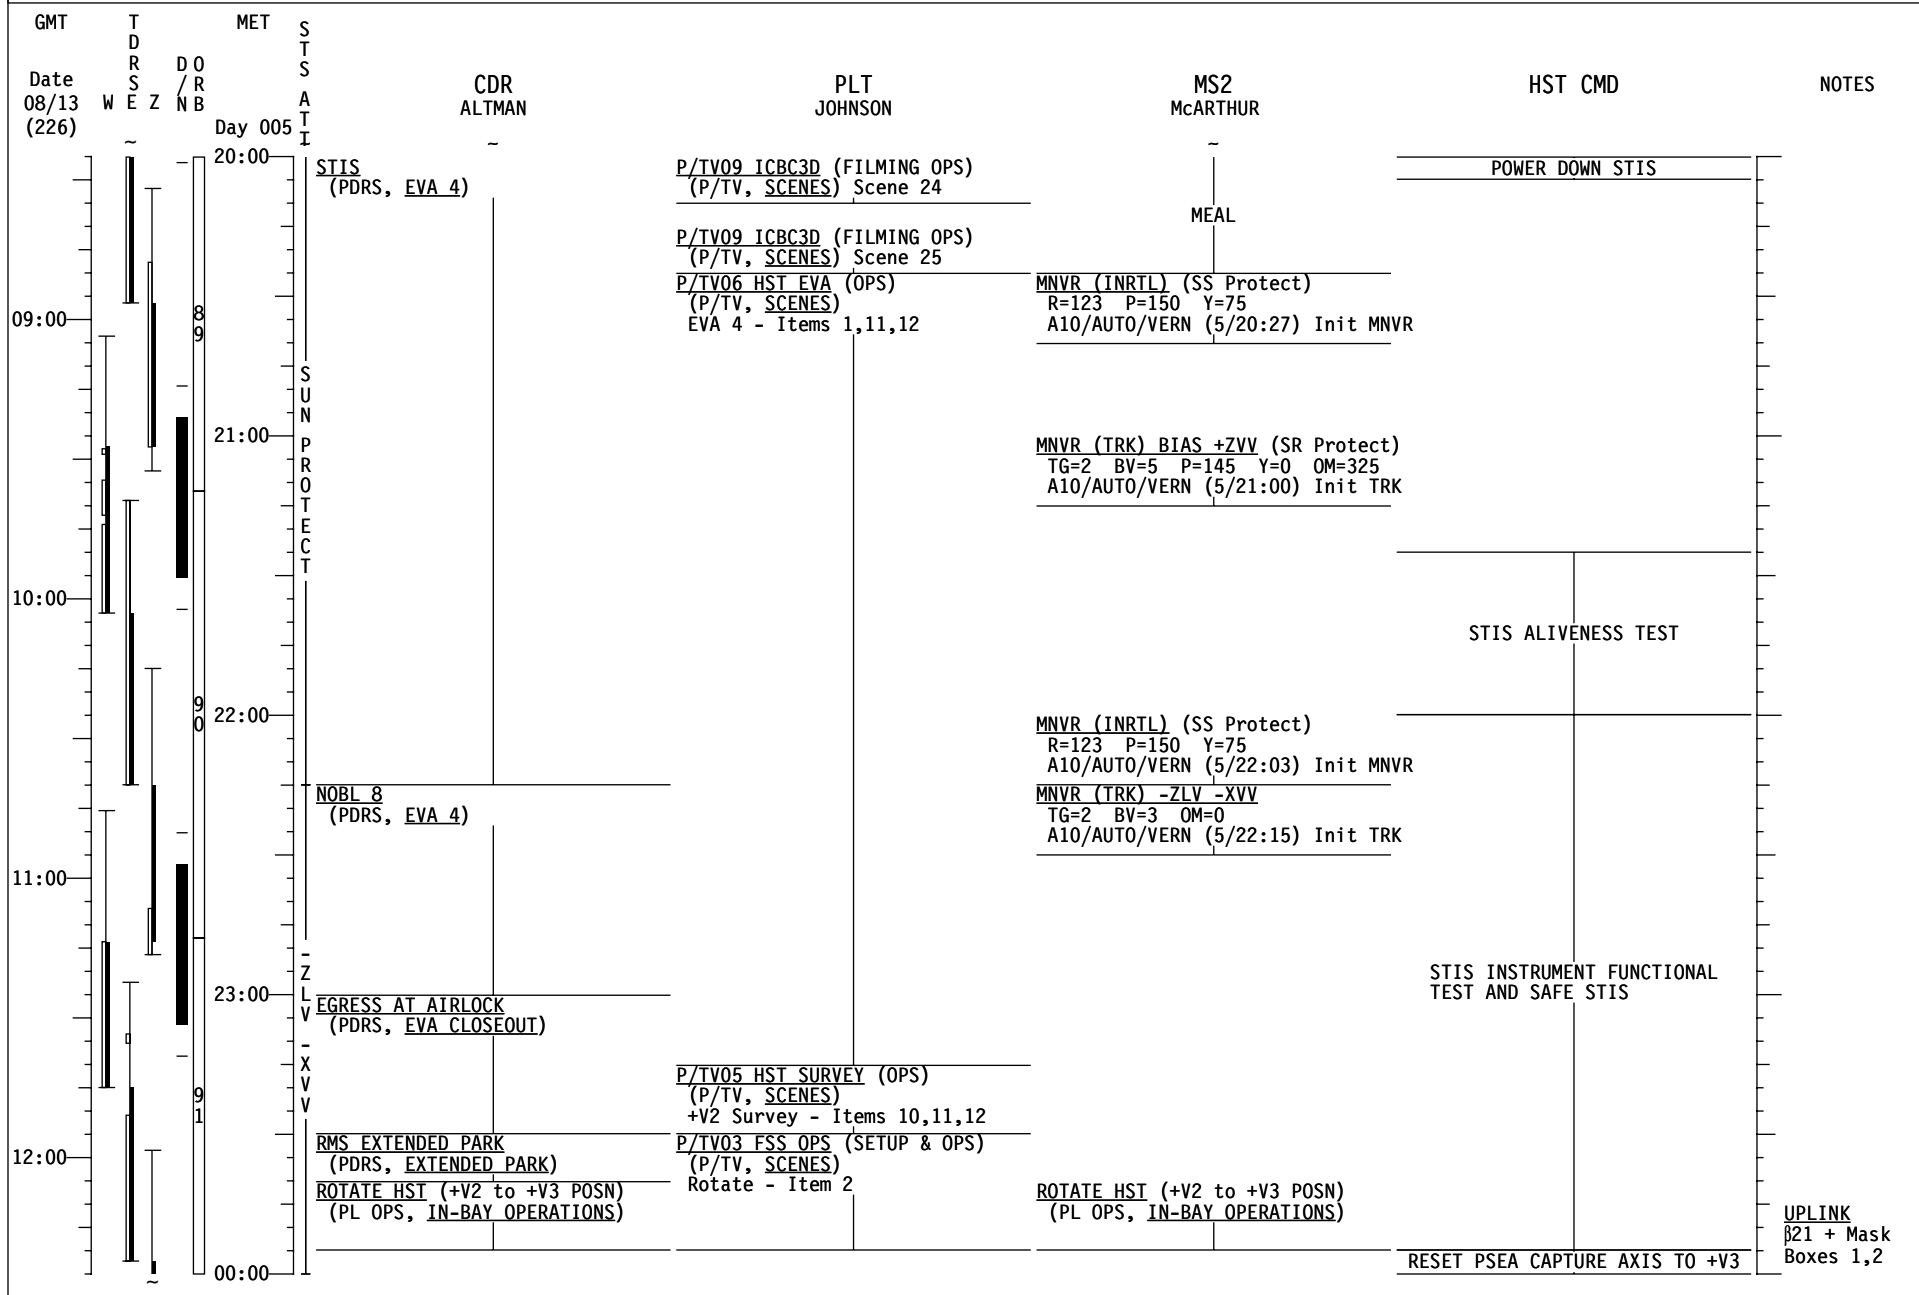 GMT
TDRS
MET
STS ATT
D/N
ORB
Date
08/13
(226)
W E Z
Day 005
CDR
ALTMAN
PLT
JOHNSON
MS2
McARTHUR
HST CMD
NOTES
~ ~ ~ ~
20:00
21:00
22:00
23:00
00:00
09:00
10:00
11:00
12:00
89
90
91
~
SUN PROTECT
-ZLV -XVV
STIS
(PDRS, EVA 4)
NOBL 8
(PDRS, EVA 4)
EGRESS AT AIRLOCK
(PDRS, EVA CLOSEOUT)
RMS EXTENDED PARK
(PDRS, EXTENDED PARK)
ROTATE HST (+V2 to +V3 POSN)
(PL OPS, IN-BAY OPERATIONS)
P/TV09 ICBC3D (FILMING OPS)
(P/TV, SCENES) Scene 24
P/TV09 ICBC3D (FILMING OPS)
(P/TV, SCENES) Scene 25
P/TV06 HST EVA (OPS)
(P/TV, SCENES)
EVA 4 - Items 1,11,12
P/TV05 HST SURVEY (OPS)
(P/TV, SCENES)
+V2 Survey - Items 10,11,12
P/TV03 FSS OPS (SETUP & OPS)
(P/TV, SCENES)
Rotate - Item 2
MEAL
MNVR (INRTL) (SS Protect)
R=123 P=150 Y=75
A10/AUTO/VERN (5/20:27) Init MNVR
MNVR (TRK) BIAS +ZVV (SR Protect)
TG=2 BV=5 P=145 Y=0 OM=325
A10/AUTO/VERN (5/21:00) Init TRK
MNVR (INRTL) (SS Protect)
R=123 P=150 Y=75
A10/AUTO/VERN (5/22:03) Init MNVR
MNVR (TRK) -ZLV -XVV
TG=2 BV=3 OM=0
A10/AUTO/VERN (5/22:15) Init TRK
ROTATE HST (+V2 to +V3 POSN)
(PL OPS, IN-BAY OPERATIONS)
POWER DOWN STIS
STIS ALIVENESS TEST
STIS INSTRUMENT FUNCTIONAL
TEST AND SAFE STIS
RESET PSEA CAPTURE AXIS TO +V3
UPLINK
β21 + Mask
Boxes 1,2